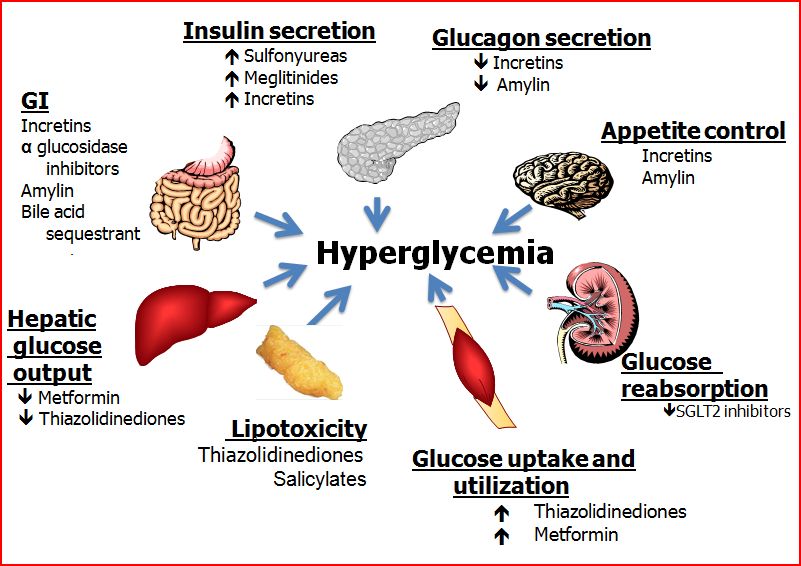 Insulin secretion
↑ Sulfonyureas
↑ Meglitinides
↑ Incretins
Glucagon secretion
↓ Incretins
↓ Amylin
GI
Incretins
α glucosidase
inhibitors
Amylin
Bile acid
sequestrant
Appetite control
Incretins
Amylin
Hyperglycemia
Hepatic
glucose
output
↓ Metformin
↓ Thiazolidinediones
Lipotoxicity
Thiazolidinediones
Salicylates
Glucose uptake and
utilization
↑ Thiazolidinediones
↑ Metformin
Glucose
reabsorption
↓SGLT2 inhibitors